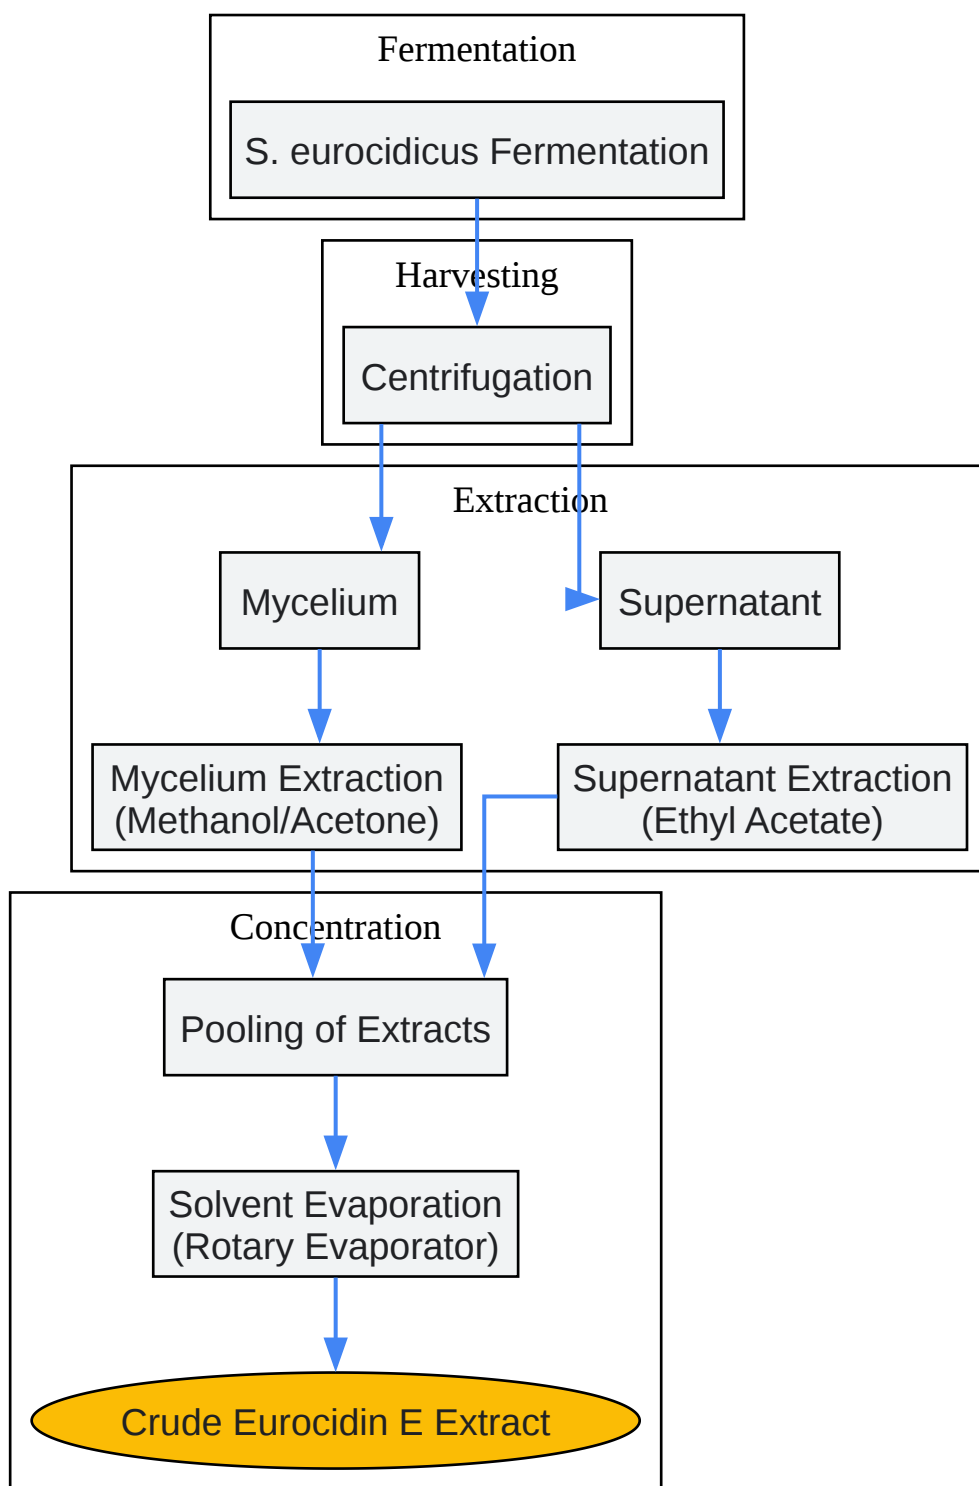 Fermentation
S. eurocidicus Fermentation
Harvesting
Centrifugation
Extraction
Mycelium
Supernatant
Mycelium Extraction
(Methanol/Acetone)
Supernatant Extraction
(Ethyl Acetate)
Concentration
Pooling of Extracts
Solvent Evaporation
(Rotary Evaporator)
Crude Eurocidin E Extract